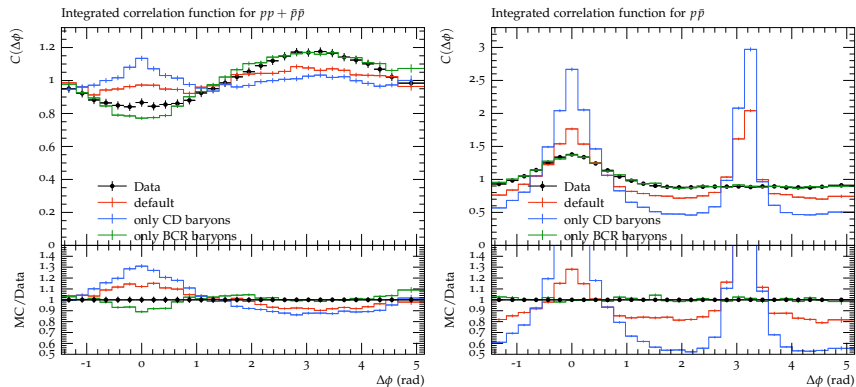 Integrated correlation function for pp + p̄p̄
C(Δϕ)
1.2
1
0.8
0.6
0.4
0.2
0
Data
default
only CD baryons
only BCR baryons
MC/Data
1.4
1.3
1.2
1.1
1
0.9
0.8
0.7
0.6
0.5
-1 0 1 2 3 4 5
Δϕ (rad)
Integrated correlation function for pp̄
C(Δϕ)
3
2.5
2
1.5
1
0.5
0
Data
default
only CD baryons
only BCR baryons
MC/Data
1.4
1.3
1.2
1.1
1
0.9
0.8
0.7
0.6
0.5
-1 0 1 2 3 4 5
Δϕ (rad)